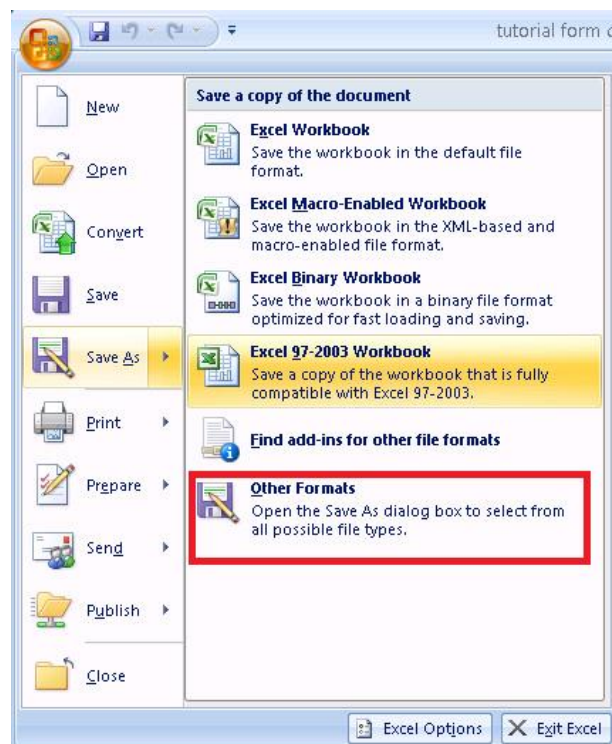 tutorial form
New
Open
Convert
Save
Save As
Print
Prepare
Send
Publish
Close
Save a copy of the document
Excel Workbook
Save the workbook in the default file
format.
Excel Macro-Enabled Workbook
Save the workbook in the XML-based and
macro-enabled file format.
Excel Binary Workbook
Save the workbook in a binary file format
optimized for fast loading and saving.
Excel 97-2003 Workbook
Save a copy of the workbook that is fully
compatible with Excel 97-2003.
Find add-ins for other file formats
Other Formats
Open the Save As dialog box to select from
all possible file types.
Excel Options
Exit Excel